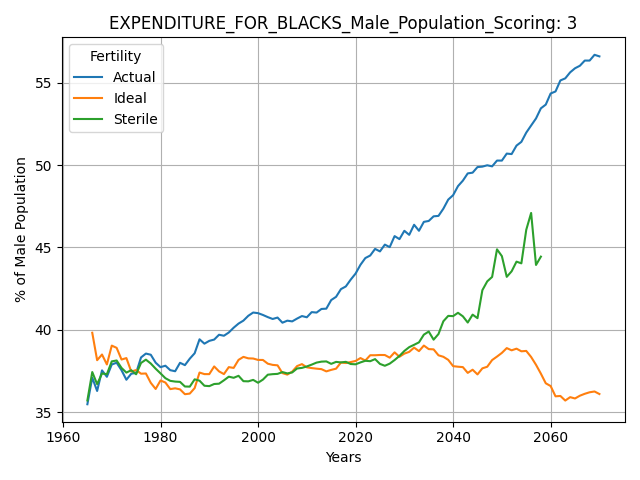 EXPENDITURE_FOR_BLACKS_Male_Population_Scoring: 3
Fertility
Actual
Ideal
Sterile
% of Male Population
55
50
45
40
35
1960 1980 2000 2020 2040 2060
Years